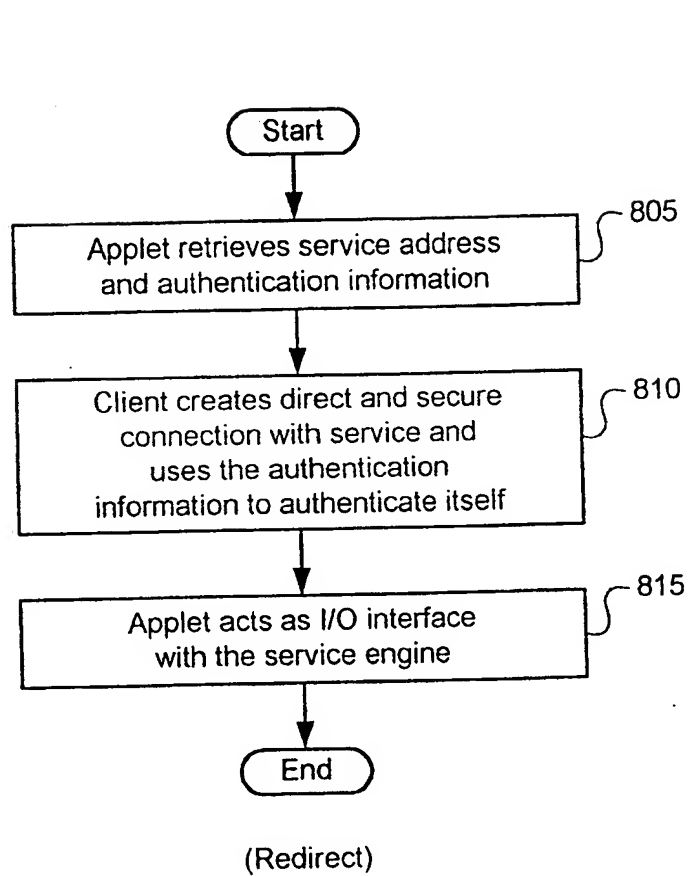 Start
805
Applet retrieves service address
and authentication information
810
Client creates direct and secure
connection with service and
uses the authentication
information to authenticate itself
815
Applet acts as I/O interface
with the service engine
End
(Redirect)